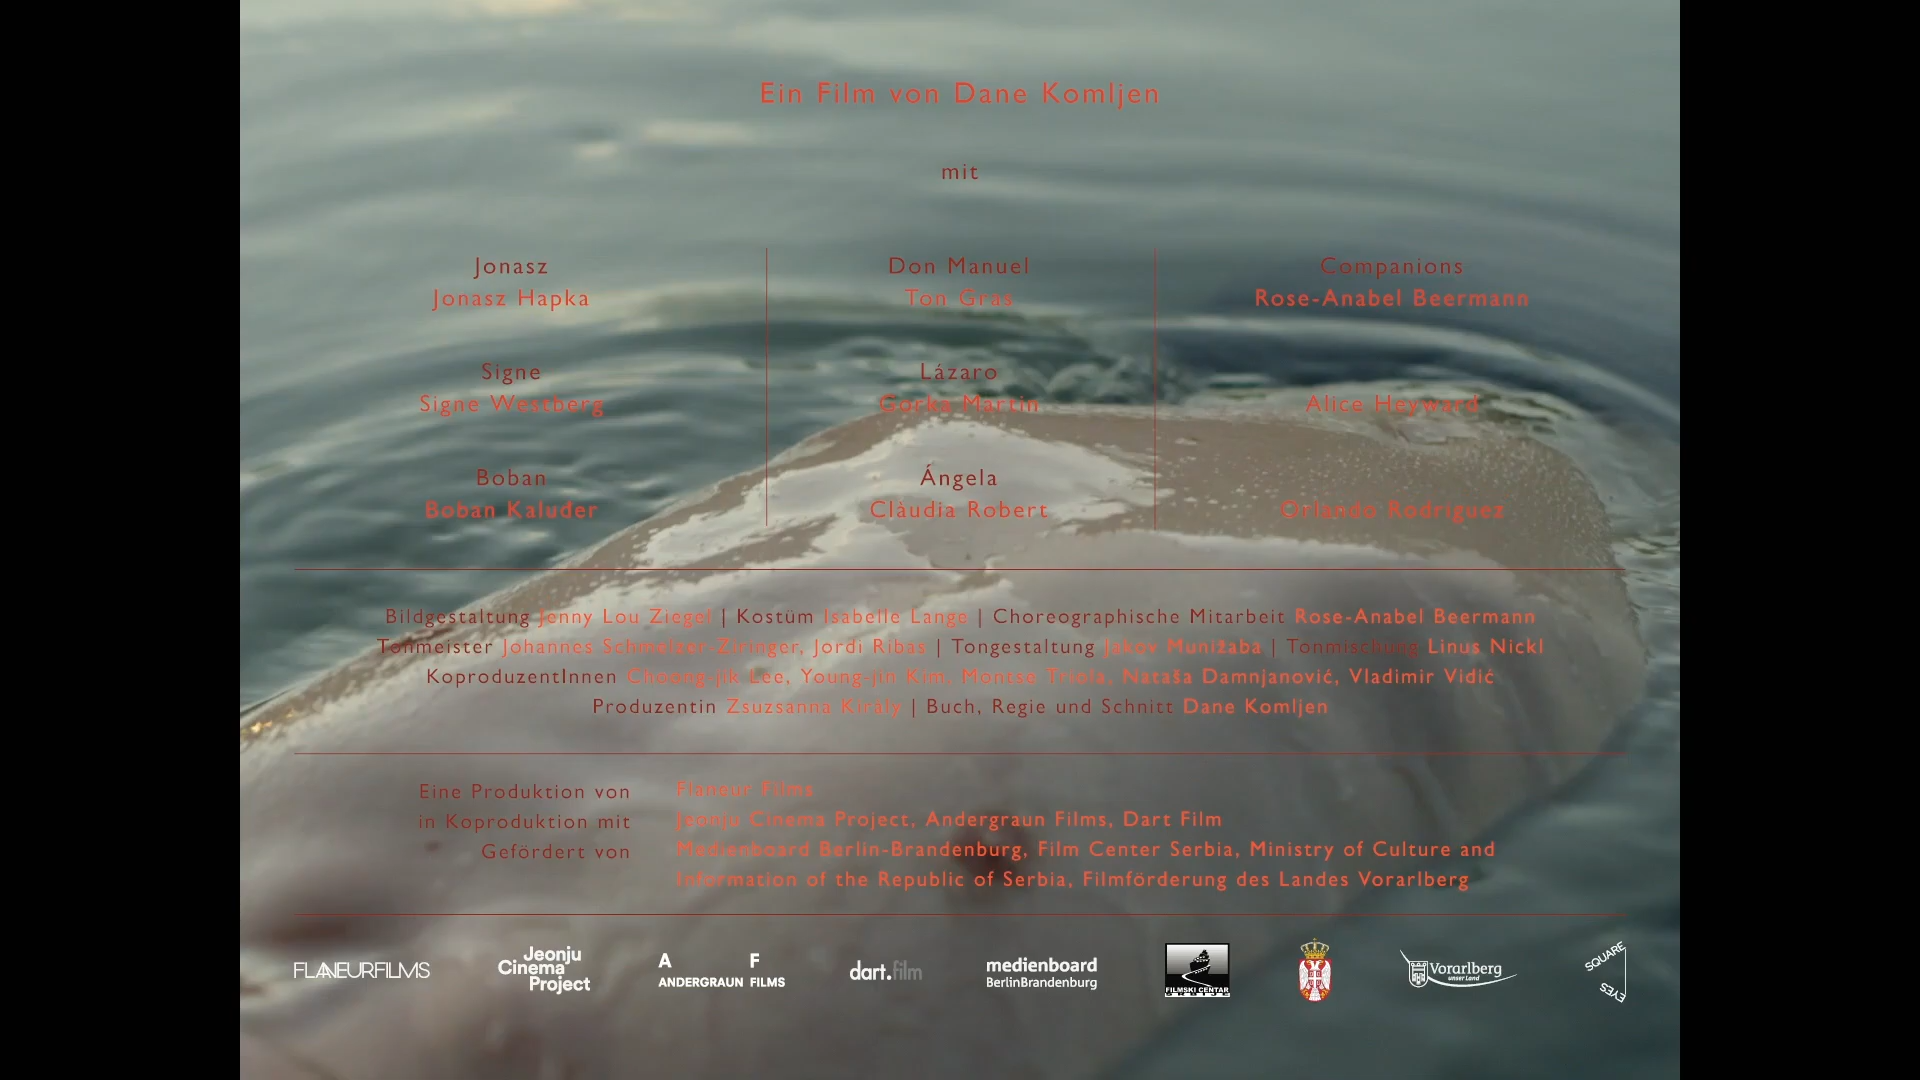 Ein Film von Dane Komljen
mit
Jonasz
Jonasz Hapka
Signe
Signe Westberg
Boban
Boban Kaluđer
Don Manuel
Ton Gras
Lázaro
Gorka Martin
Ángela
Clàudia Robert
Companions
Rose-Anabel Beermann
Alice Heyward
Orlando Rodriguez
Bildgestaltung Jenny Lou Ziegel | Kostüm Isabelle Lange | Choreographische Mitarbeit Rose-Anabel Beermann
Tonmeister Johannes Schmelzer-Ziringer, Jordi Ribas | Tongestaltung Jakov Munižaba | Tonmischung Linus Nickl
KoproduzentInnen Choong-jik Lee, Young-jin Kim, Montse Triola, Nataša Damnjanović, Vladimir Vidić
Produzentin Zsuzsanna Kiraly | Buch, Regie und Schnitt Dane Komljen
Eine Produktion von Flaneur Films
in Koproduktion mit Jeonju Cinema Project, Andergraun Films, Dart Film
Gefördert von Medienboard Berlin-Brandenburg, Film Center Serbia, Ministry of Culture and
Information of the Republic of Serbia, Filmförderung des Landes Vorarlberg
FLANEURFILMS
Jeonju
Cinema
Project
A F
ANDERGRAUN FILMS
dart.film
medienboard
BerlinBrandenburg
FILMSKI CENTAR
SRBIJE
Vorarlberg
unser Land
SQUARE
EYES